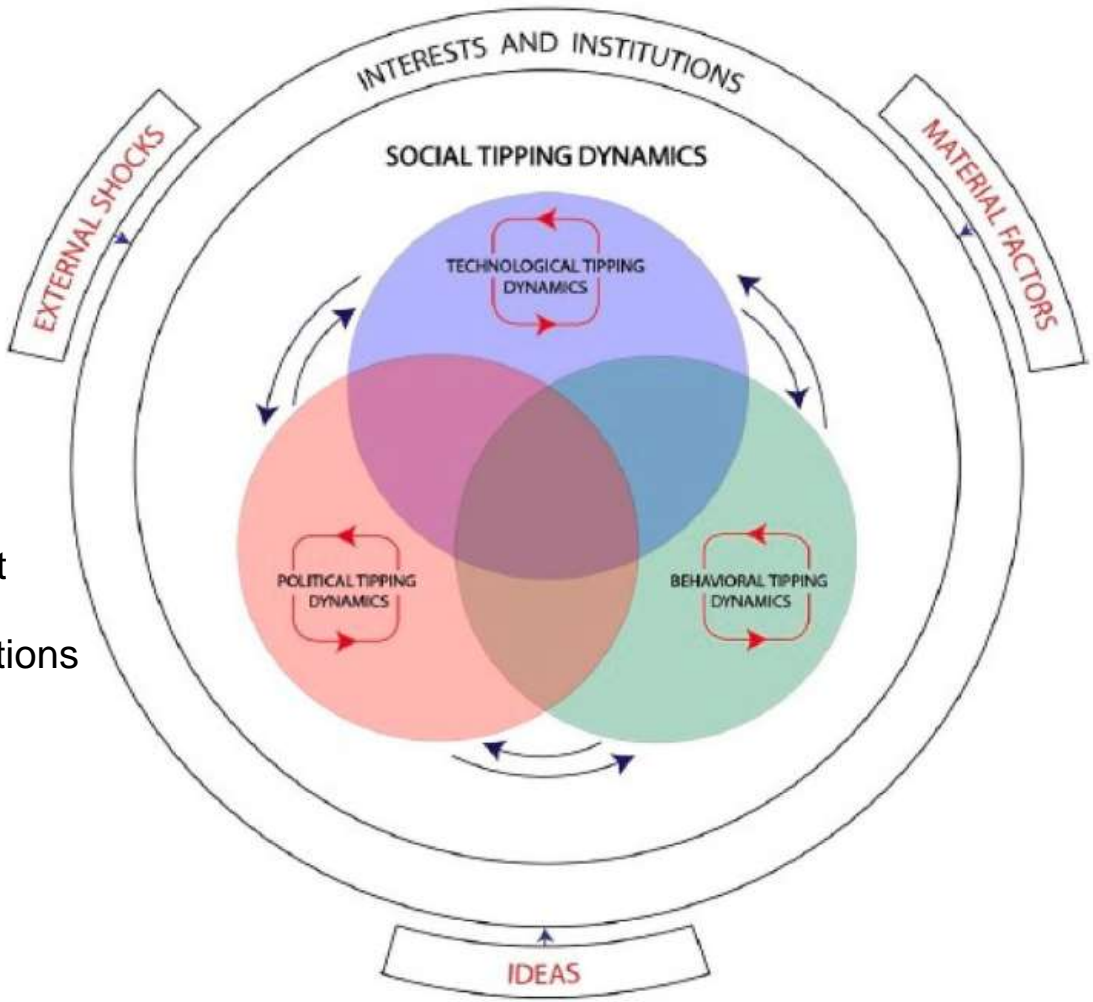 INTERESTS AND INSTITUTIONS
SOCIAL TIPPING DYNAMICS
EXTERNAL SHOCKS
MATERIAL FACTORS
TECHNOLOGICAL TIPPING
DYNAMICS
t
POLITICAL TIPPING
DYNAMICS
BEHAVIORAL TIPPING
DYNAMICS
tions
IDEAS